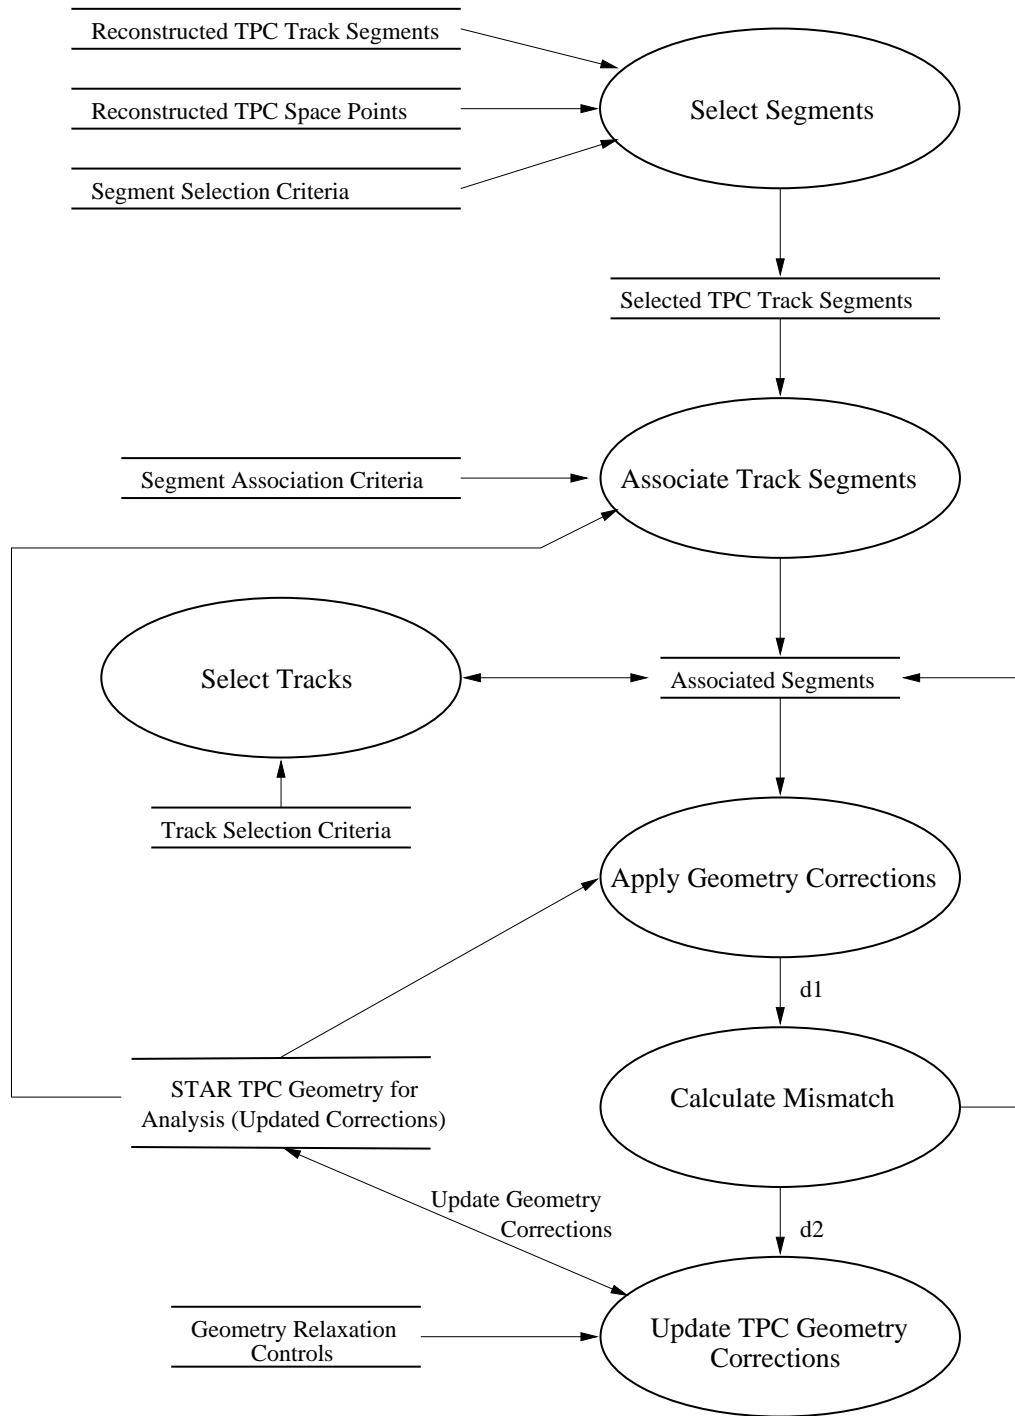 Reconstructed TPC Track Segments
Reconstructed TPC Space Points
Select Segments
Segment Selection Criteria
Selected TPC Track Segments
Segment Association Criteria
Associate Track Segments
Select Tracks
Associated Segments
Track Selection Criteria
Apply Geometry Corrections
d1
STAR TPC Geometry for
Analysis (Updated Corrections)
Calculate Mismatch
Update Geometry
Corrections
d2
Geometry Relaxation
Controls
Update TPC Geometry
Corrections